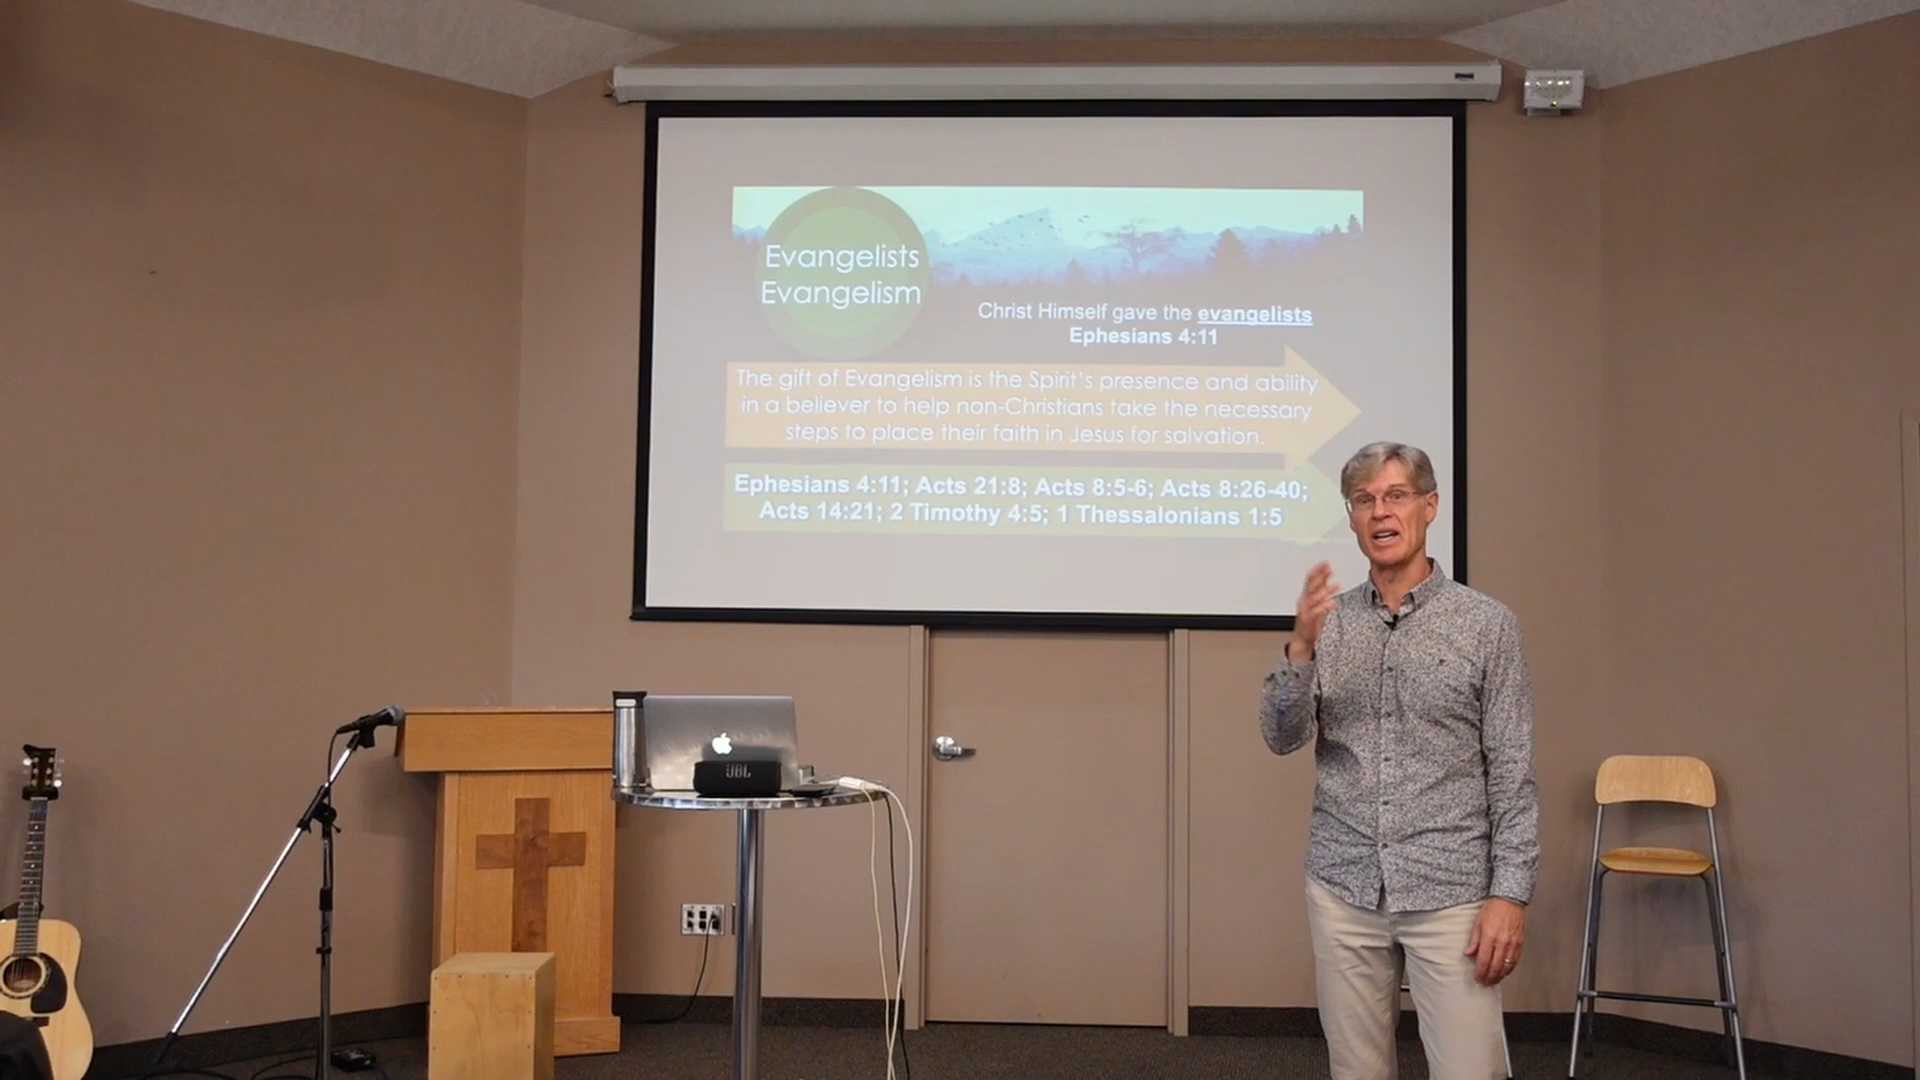 Evangelists
Evangelism
Christ Himself gave the evangelists
Ephesians 4:11
The gift of Evangelism is the Spirit's presence and ability
in a believer to help non-Christians take the necessary
steps to place their faith in Jesus for salvation.
Ephesians 4:11; Acts 21:8; Acts 8:5-6; Acts 8:26-40;
Acts 14:21; 2 Timothy 4:5; 1 Thessalonians 1:5
JBL